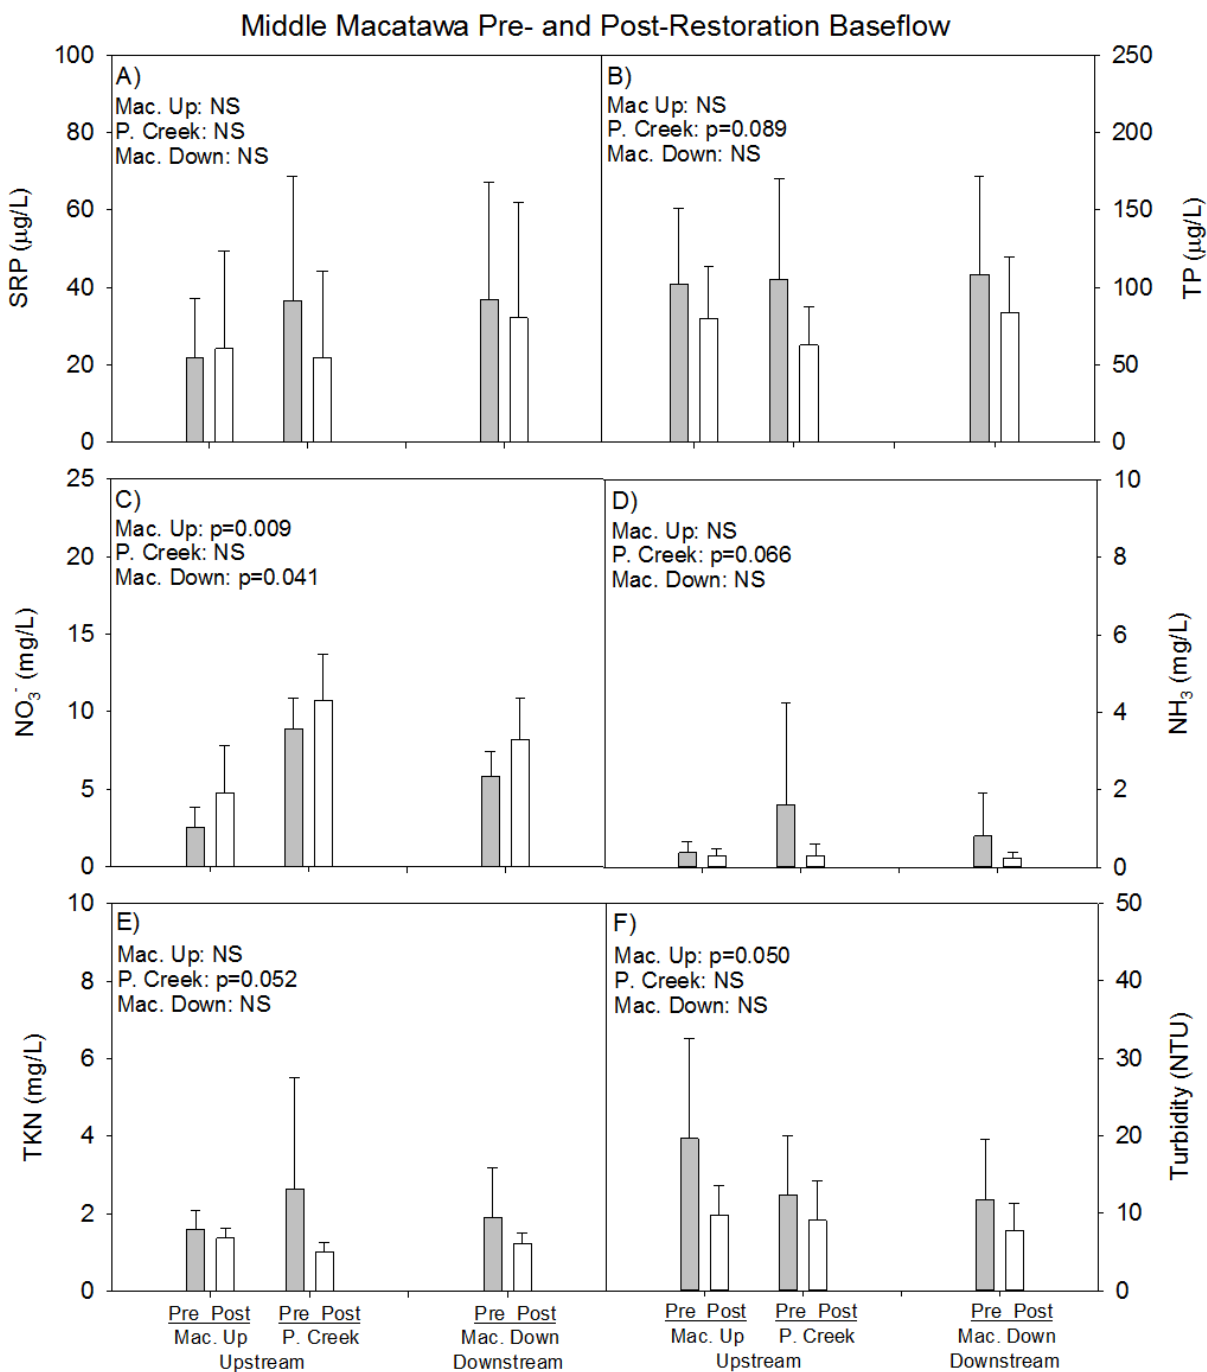 Middle Macatawa Pre- and Post-Restoration Baseflow
100
80
60
40
20
0
SRP (µg/L)
A)
Mac. Up: NS
P. Creek: NS
Mac. Down: NS
B)
Mac Up: NS
P. Creek: p=0.089
Mac. Down: NS
250
200
150
100
50
0
TP (µg/L)
25
20
15
10
5
0
NO₃⁻ (mg/L)
C)
Mac. Up: p=0.009
P. Creek: NS
Mac. Down: p=0.041
D)
Mac. Up: NS
P. Creek: p=0.066
Mac. Down: NS
10
8
6
4
2
0
NH₃ (mg/L)
10
8
6
4
2
0
TKN (mg/L)
E)
Mac. Up: NS
P. Creek: p=0.052
Mac. Down: NS
F)
Mac. Up: p=0.050
P. Creek: NS
Mac. Down: NS
50
40
30
20
10
0
Turbidity (NTU)
Pre Post Pre Post Pre Post Pre Post Pre Post Pre Post
Mac. Up P. Creek Mac. Down Mac. Up P. Creek Mac. Down
Upstream Downstream Upstream Downstream